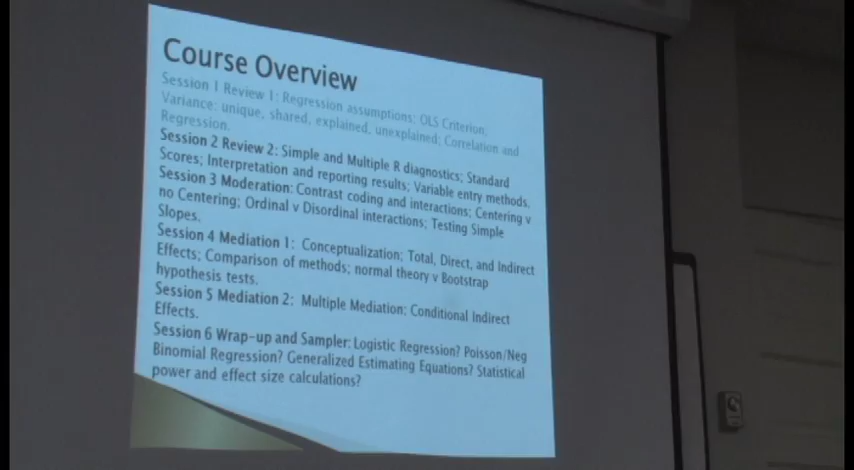 Course Overview
Session 1 Review 1: Regression assumptions; OLS Criterion;
Variance: unique, shared, explained, unexplained; Correlation and
Regression.
Session 2 Review 2: Simple and Multiple R diagnostics; Standard
Scores; Interpretation and reporting results; Variable entry methods.
Session 3 Moderation: Contrast coding and interactions; Centering v
no Centering; Ordinal v Disordinal interactions; Testing Simple
Slopes.
Session 4 Mediation 1: Conceptualization; Total, Direct, and Indirect
Effects; Comparison of methods; normal theory v Bootstrap
hypothesis tests.
Session 5 Mediation 2: Multiple Mediation; Conditional Indirect
Effects.
Session 6 Wrap-up and Sampler: Logistic Regression? Poisson/Neg
Binomial Regression? Generalized Estimating Equations? Statistical
power and effect size calculations?